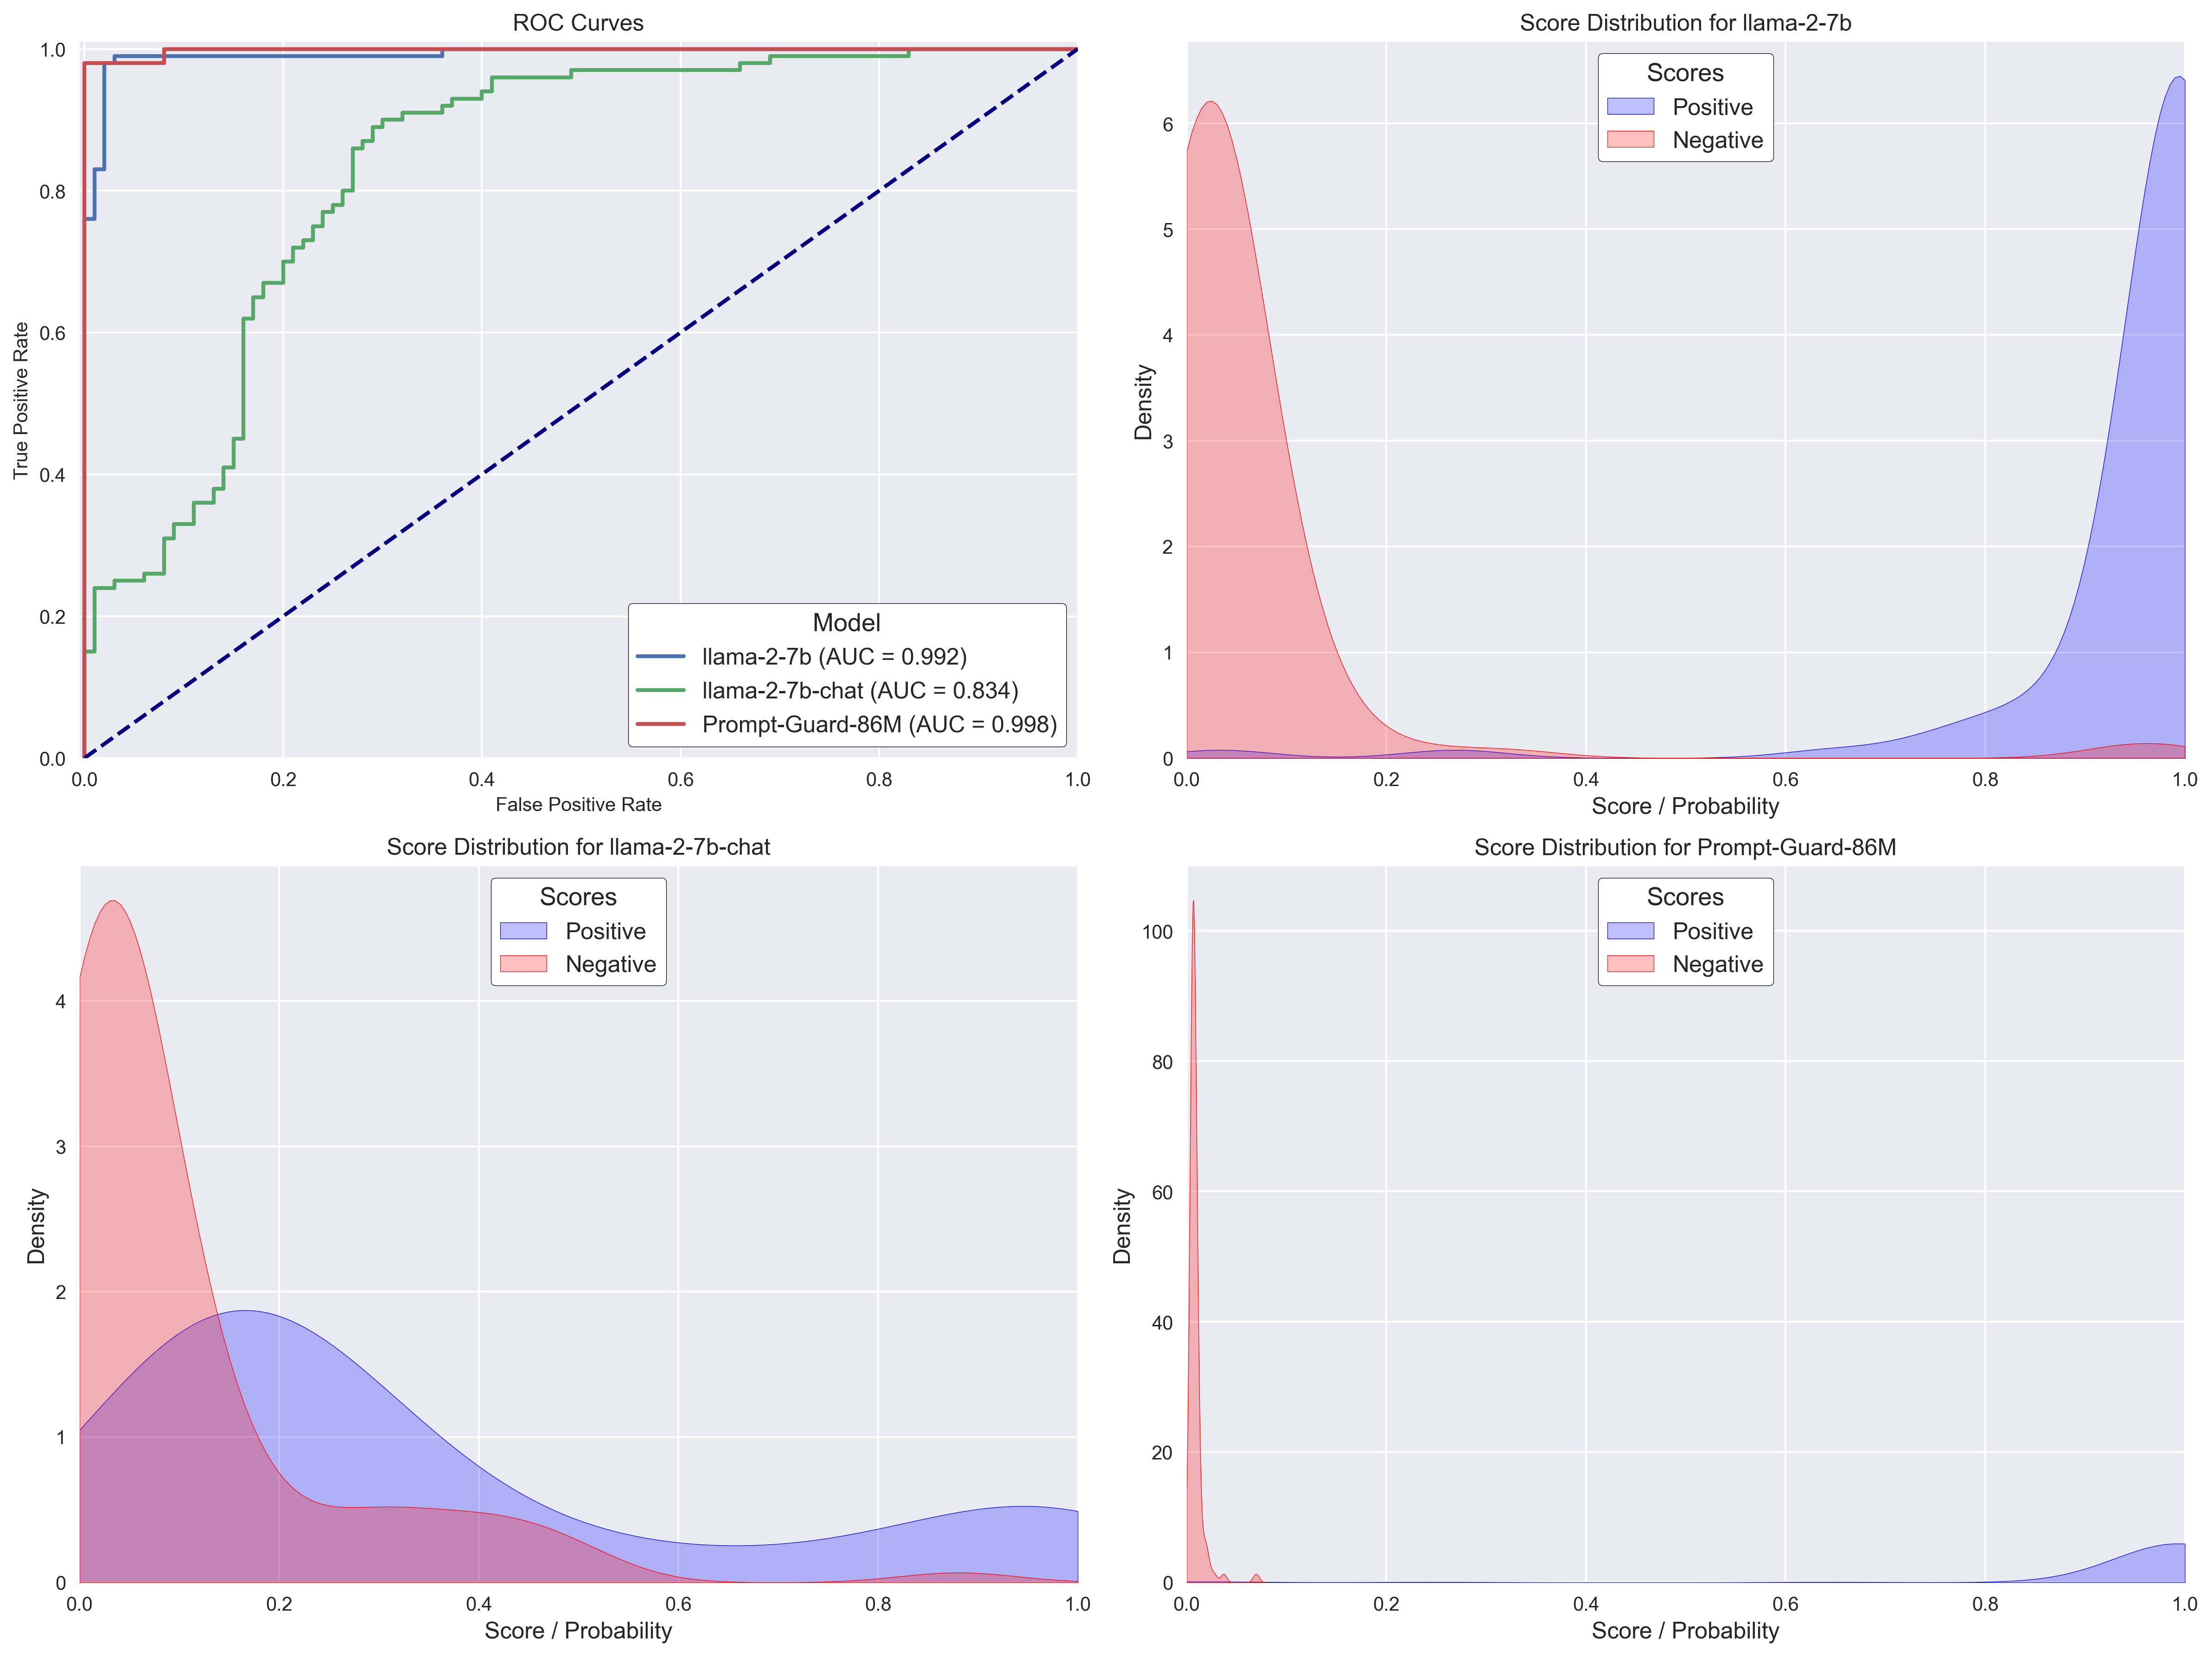 ROC Curves
1.0
0.8
0.6
0.4
0.2
0.0
True Positive Rate
Model
llama-2-7b (AUC = 0.992)
llama-2-7b-chat (AUC = 0.834)
Prompt-Guard-86M (AUC = 0.998)
0.0 0.2 0.4 0.6 0.8 1.0
False Positive Rate
Score Distribution for llama-2-7b
Scores
Positive
Negative
6
5
4
3
2
1
0
Density
0.0 0.2 0.4 0.6 0.8 1.0
Score / Probability
Score Distribution for llama-2-7b-chat
Scores
Positive
Negative
4
3
2
1
0
Density
0.0 0.2 0.4 0.6 0.8 1.0
Score / Probability
Score Distribution for Prompt-Guard-86M
Scores
Positive
Negative
100
80
60
40
20
0
Density
0.0 0.2 0.4 0.6 0.8 1.0
Score / Probability